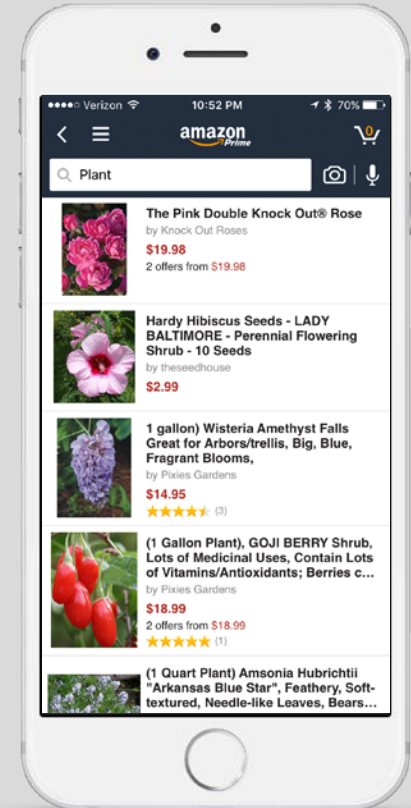 Verizon 10:52 PM 70%
amazon 0
Prime
Plant
The Pink Double Knock Out® Rose
by Knock Out Roses
$19.98
2 offers from $19.98
Hardy Hibiscus Seeds - LADY
BALTIMORE - Perennial Flowering
Shrub - 10 Seeds
by theseedhouse
$2.99
1 gallon) Wisteria Amethyst Falls
Great for Arbors/trellis, Big, Blue,
Fragrant Blooms,
by Pixies Gardens
$14.95
(3)
(1 Gallon Plant), GOJI BERRY Shrub,
Lots of Medicinal Uses, Contain Lots
of Vitamins/Antioxidants; Berries c...
by Pixies Gardens
$18.99
2 offers from $18.99
(1)
(1 Quart Plant) Amsonia Hubrichtii
"Arkansas Blue Star", Feathery, Soft-
textured, Needle-like Leaves, Bears...